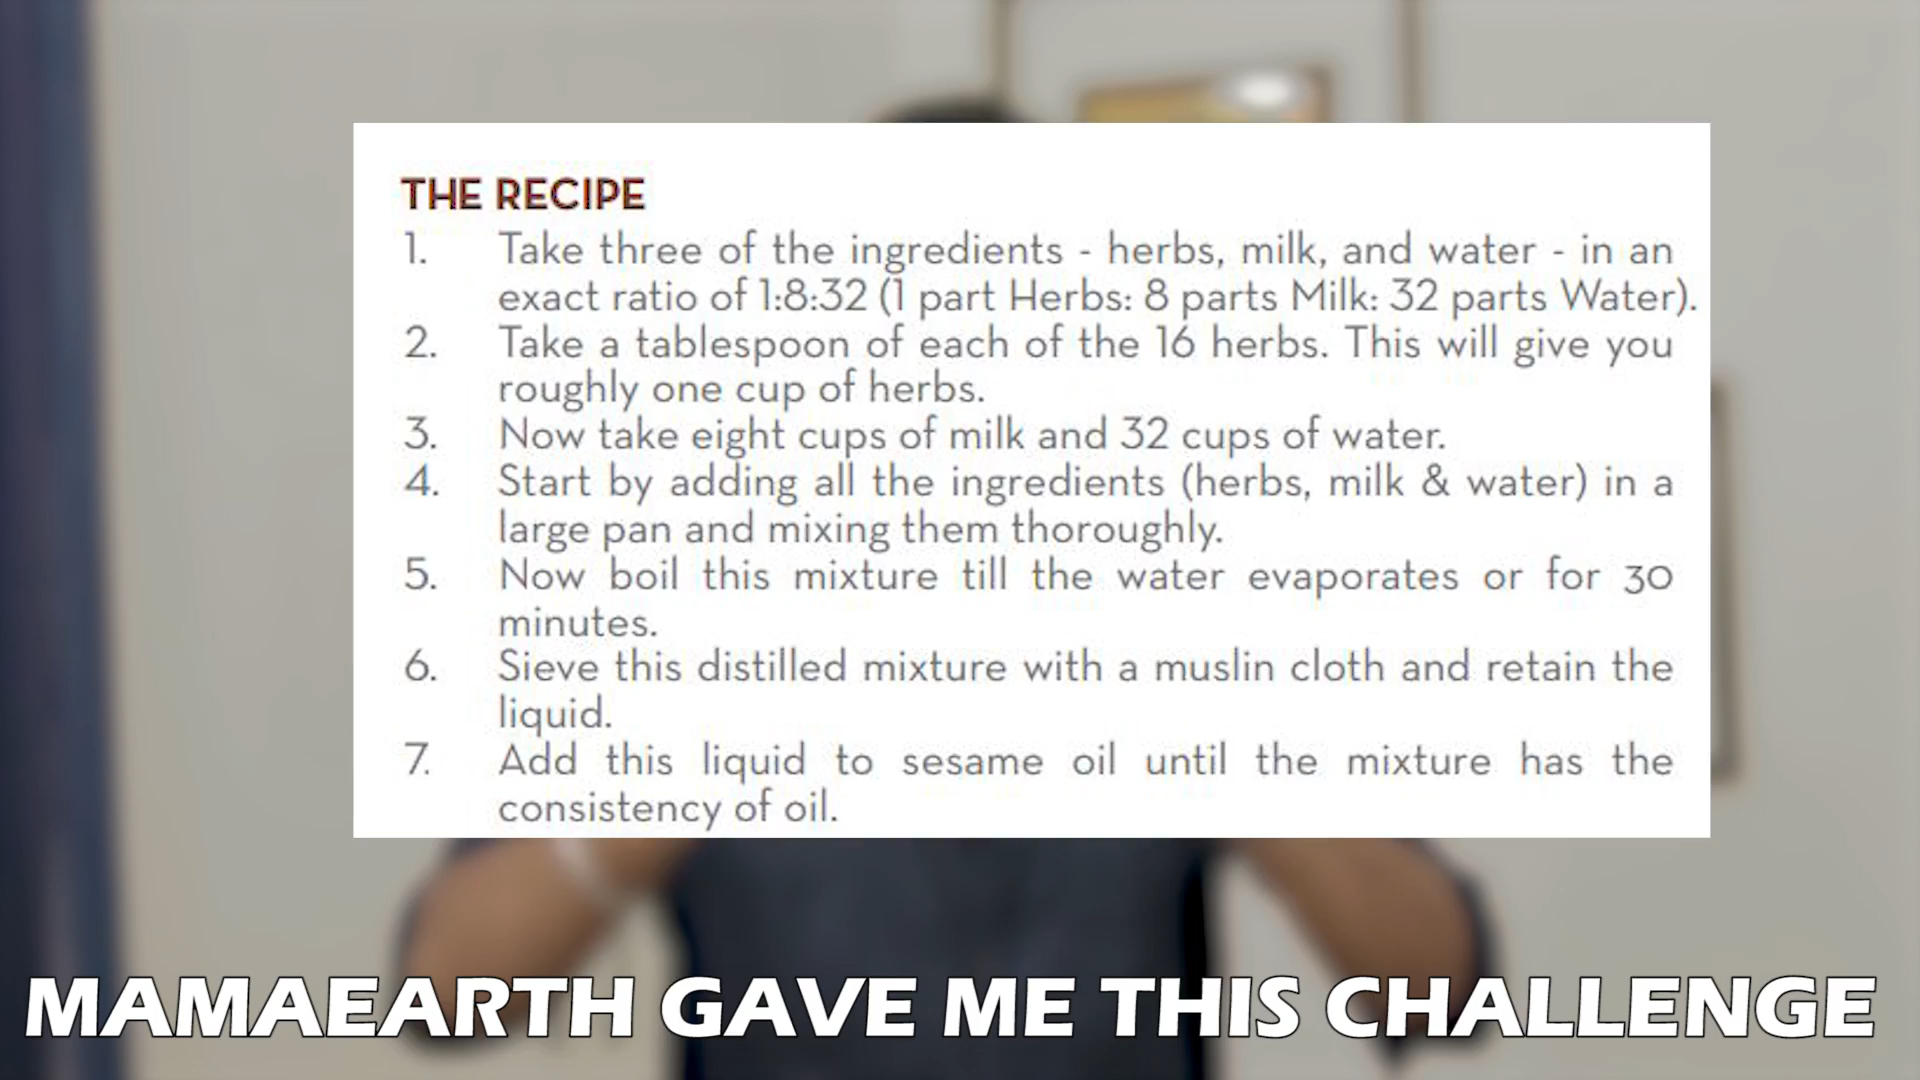 THE RECIPE
1. Take three of the ingredients - herbs, milk, and water - in an
exact ratio of 1:8:32 (1 part Herbs: 8 parts Milk: 32 parts Water).
2. Take a tablespoon of each of the 16 herbs. This will give you
roughly one cup of herbs.
3. Now take eight cups of milk and 32 cups of water.
4. Start by adding all the ingredients (herbs, milk & water) in a
large pan and mixing them thoroughly.
5. Now boil this mixture till the water evaporates or for 30
minutes.
6. Sieve this distilled mixture with a muslin cloth and retain the
liquid.
7. Add this liquid to sesame oil until the mixture has the
consistency of oil.
MAMAEARTH GAVE ME THIS CHALLENGE